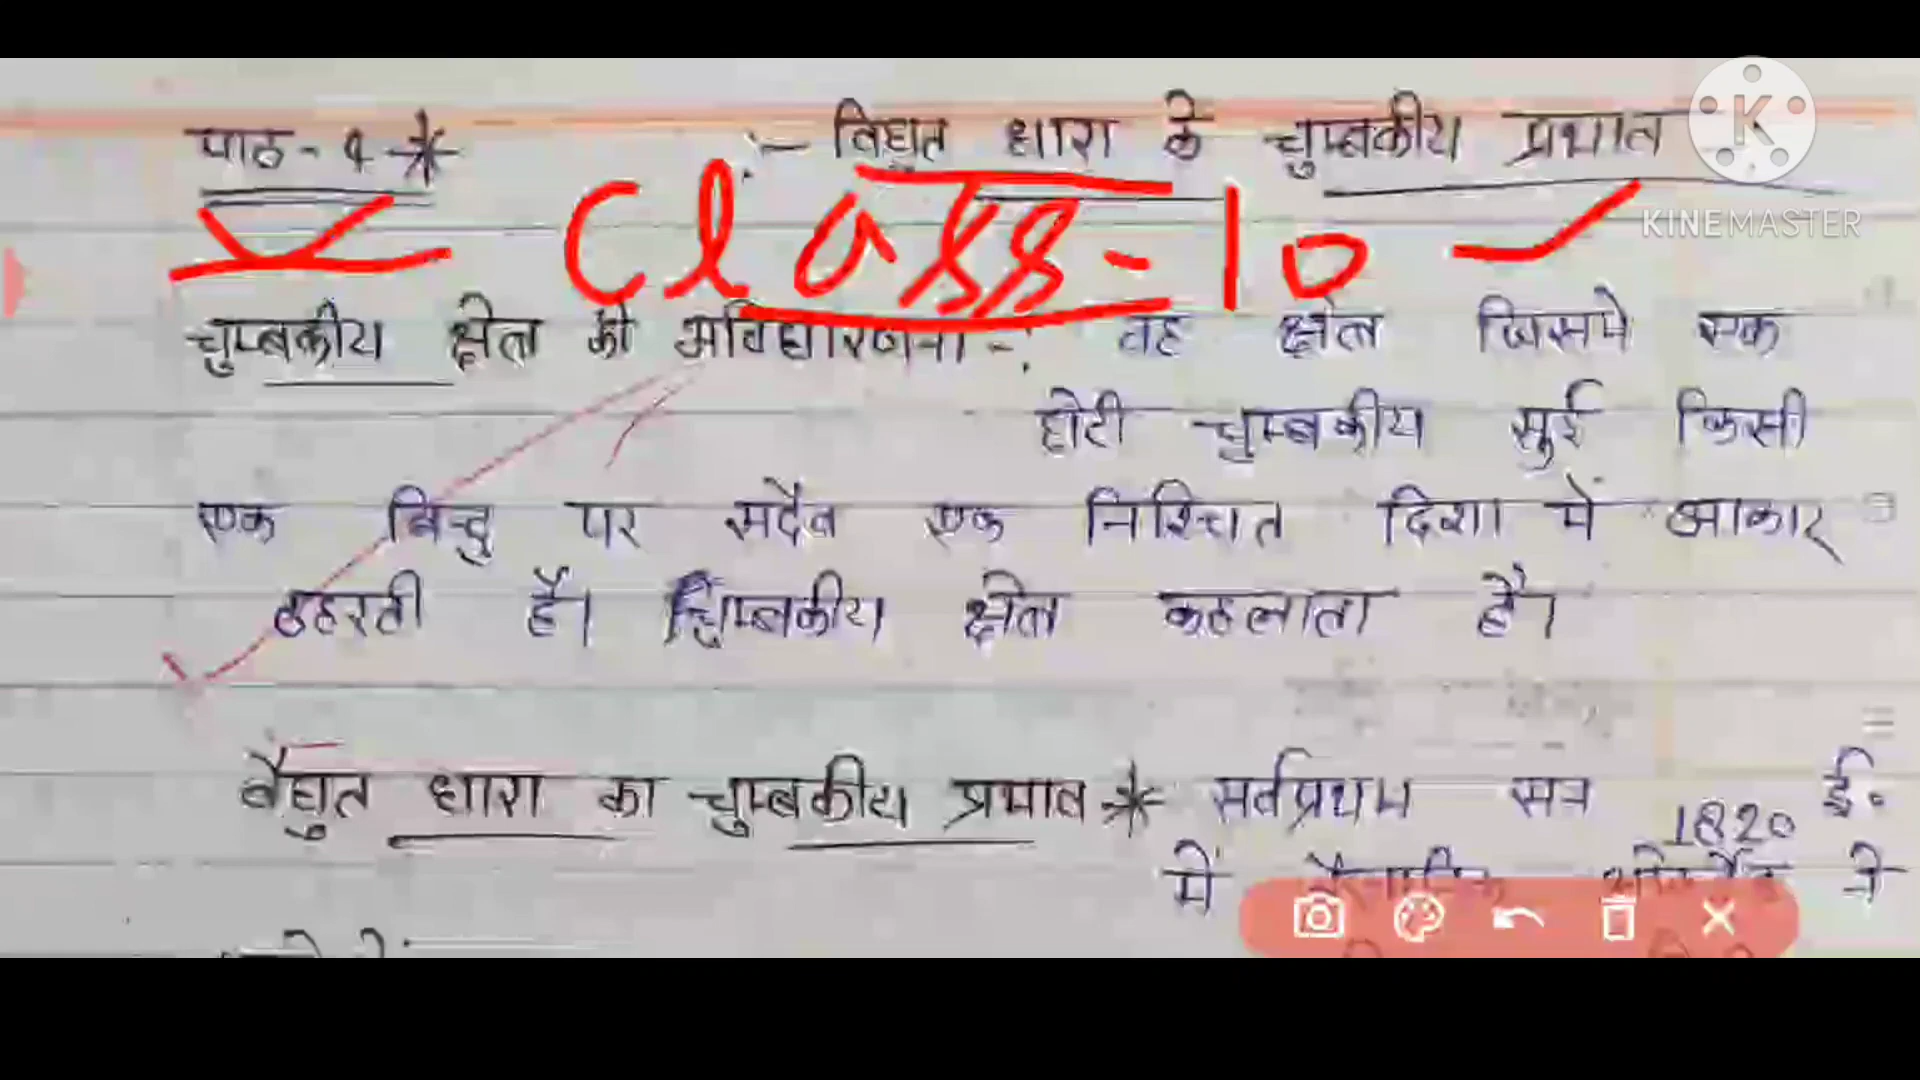 पाठ - 4 * :- विधुत धारा के चुम्बकीय प्रभाव
K
KINEMASTER
Class - 10
चुम्बकीय क्षेत्र की अविधारणना -: वह क्षेत्र जिसमे एक
छोटी चुम्बकीय सुई किसी
एक बिन्दु पर सदैव एक निश्चित दिशा में आकार
ठहरती है। चुम्बकीय क्षेत्र कहलाता है।
बैधुत धारा का चुम्बकीय प्रभाव * सर्वप्रथम सन 1820 ई.
में ने